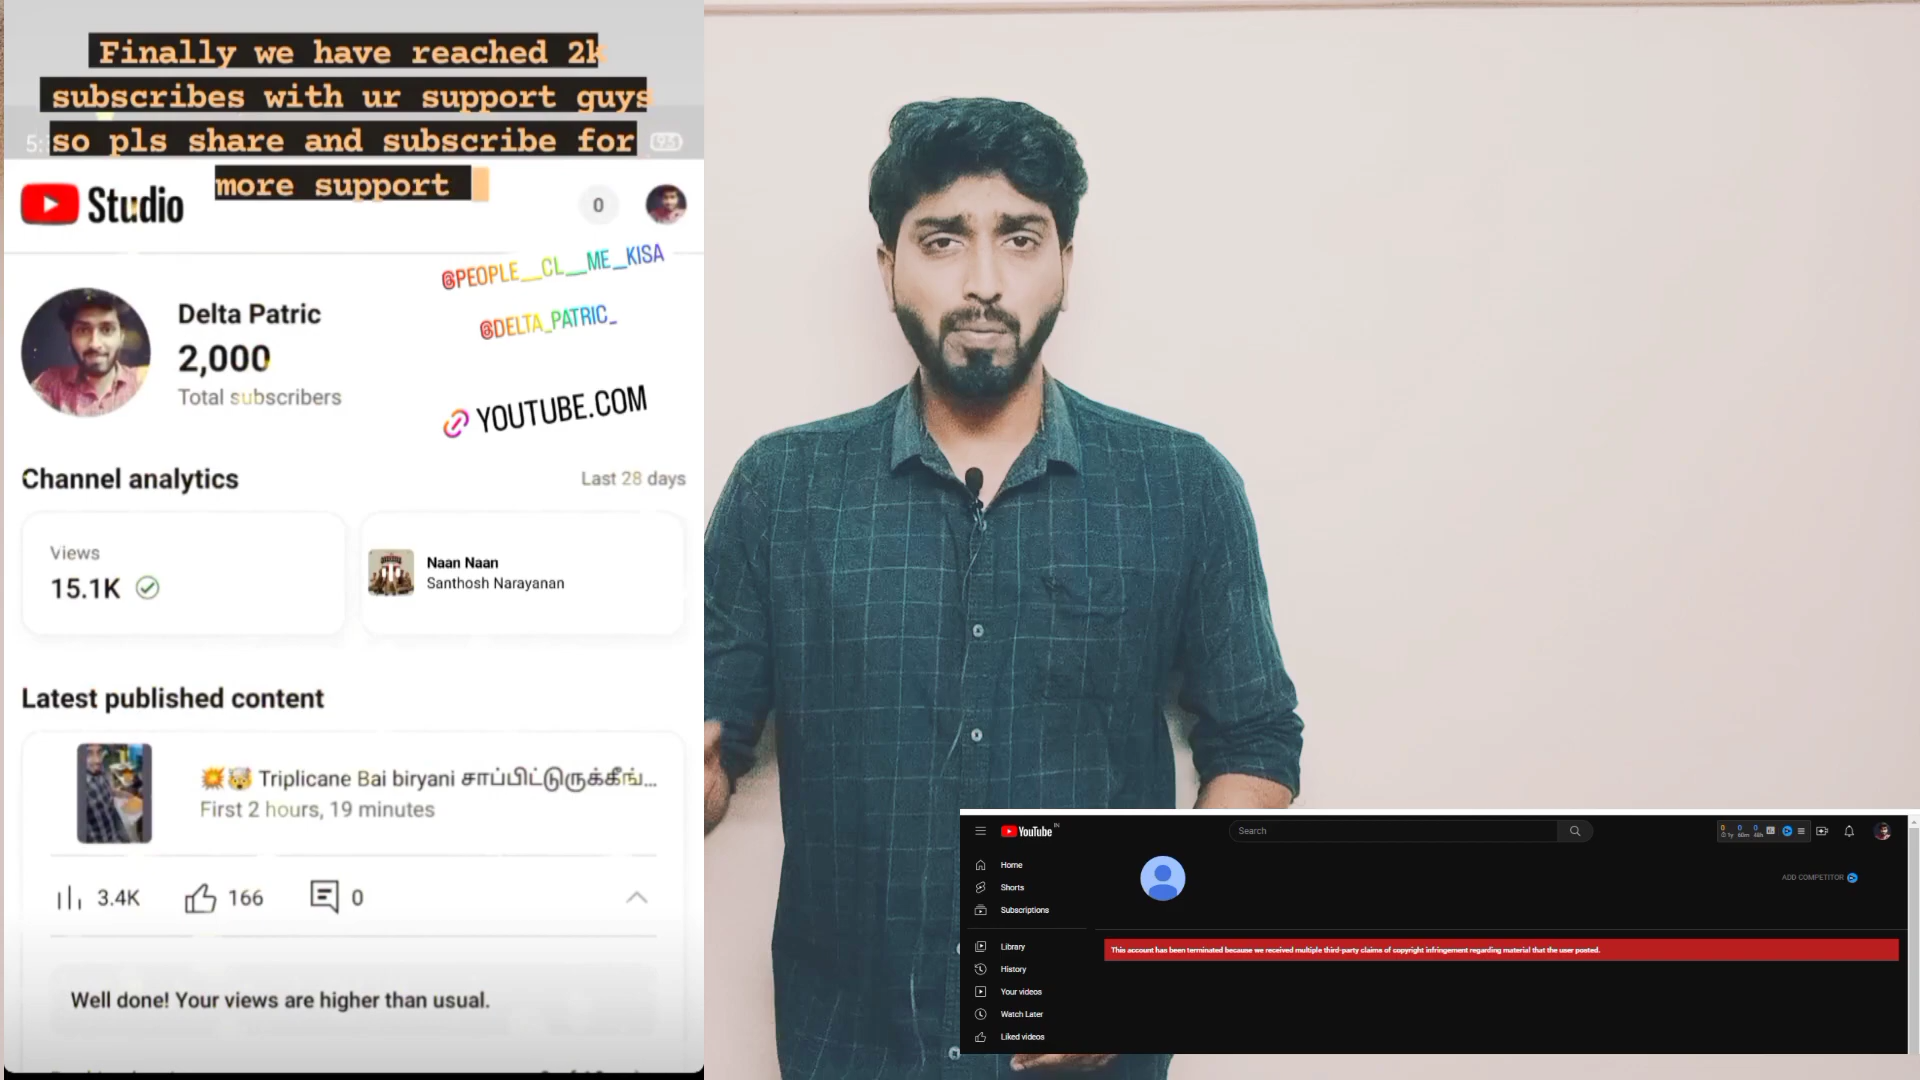 Finally we have reached 2k
subscribes with ur support guys
so pls share and subscribe for
more support
Studio
0
@PEOPLE__CL__ME_KISA
@DELTA_PATRIC_
Delta Patric
2,000
Total subscribers
YOUTUBE.COM
Channel analytics
Last 28 days
Views
15.1K
Naan Naan
Santhosh Narayanan
Latest published content
💥🤯 Triplicane Bai biryani சாப்பிட்டுருக்கீங்...
First 2 hours, 19 minutes
3.4K
166
0
Well done! Your views are higher than usual.
YouTube IN
Search
Home
Shorts
Subscriptions
ADD COMPETITOR
This account has been terminated because we received multiple third-party claims of copyright infringement regarding material that the user posted.
Library
History
Your videos
Watch Later
Liked videos